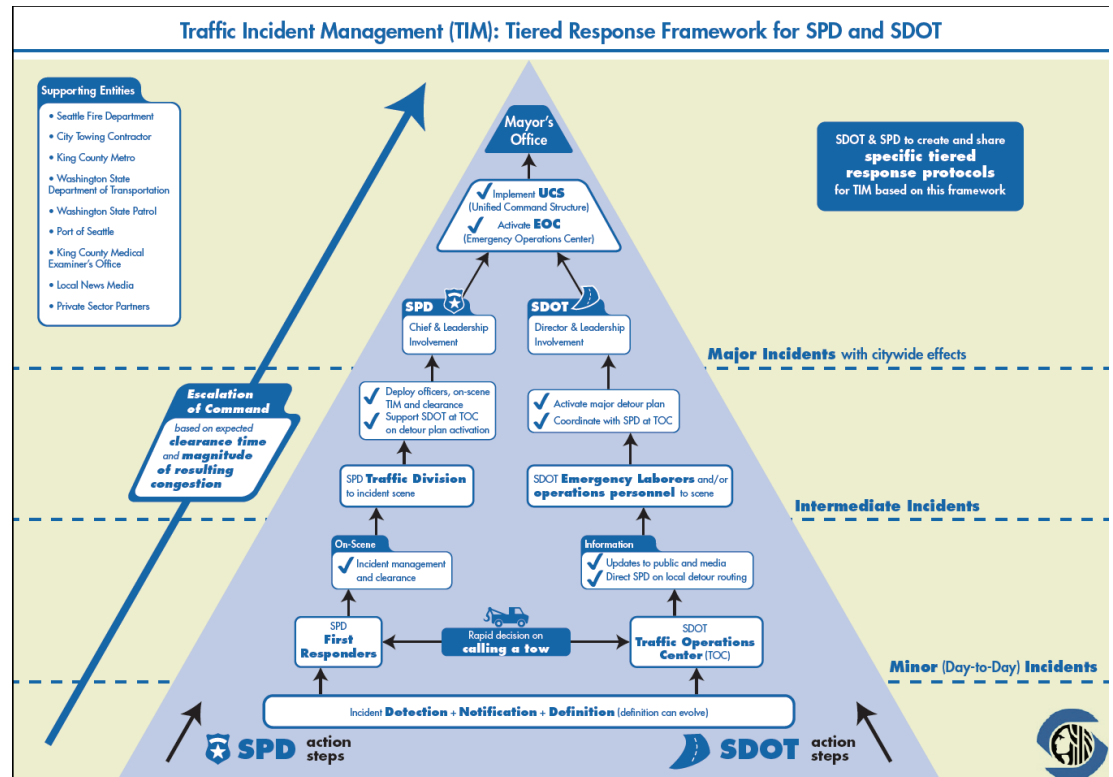 Traffic Incident Management (TIM): Tiered Response Framework for SPD and SDOT
Supporting Entities
• Seattle Fire Department
• City Towing Contractor
• King County Metro
• Washington State
Department of Transportation
• Washington State Patrol
• Port of Seattle
• King County Medical
Examiner's Office
• Local News Media
• Private Sector Partners
Mayor's
Office
SDOT & SPD to create and share
specific tiered
response protocols
for TIM based on this framework
Implement UCS
(Unified Command Structure)
Activate EOC
(Emergency Operations Center)
SPD
Chief & Leadership
Involvement
SDOT
Director & Leadership
Involvement
Major Incidents with citywide effects
Escalation
of Command
based on expected
clearance time
and magnitude
of resulting
congestion
Deploy officers, on-scene
TIM and clearance
Support SDOT at TOC
on detour plan activation
Activate major detour plan
Coordinate with SPD at TOC
SPD Traffic Division
to incident scene
SDOT Emergency Laborers and/or
operations personnel to scene
Intermediate Incidents
On-Scene
Incident management
and clearance
Information
Updates to public and media
Direct SPD on local detour routing
SPD
First
Responders
Rapid decision on
calling a tow
SDOT
Traffic Operations
Center (TOC)
Minor (Day-to-Day) Incidents
Incident Detection + Notification + Definition (definition can evolve)
SPD action
steps
SDOT action
steps